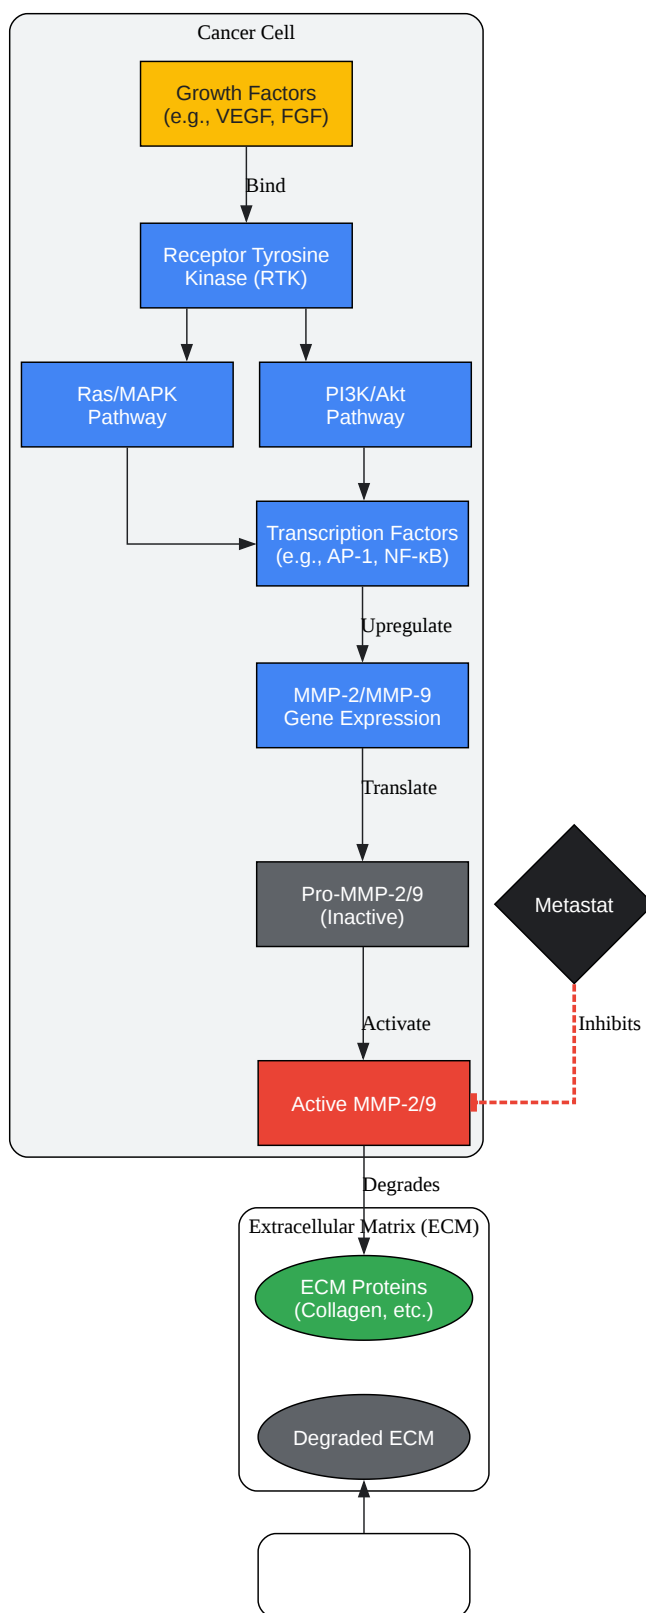 Cancer Cell
Growth Factors
(e.g., VEGF, FGF)
Bind
Receptor Tyrosine
Kinase (RTK)
Ras/MAPK
Pathway
PI3K/Akt
Pathway
Transcription Factors
(e.g., AP-1, NF-κB)
Upregulate
MMP-2/MMP-9
Gene Expression
Translate
Pro-MMP-2/9
(Inactive)
Metastat
Activate
Inhibits
Active MMP-2/9
Degrades
Extracellular Matrix (ECM)
ECM Proteins
(Collagen, etc.)
Degraded ECM